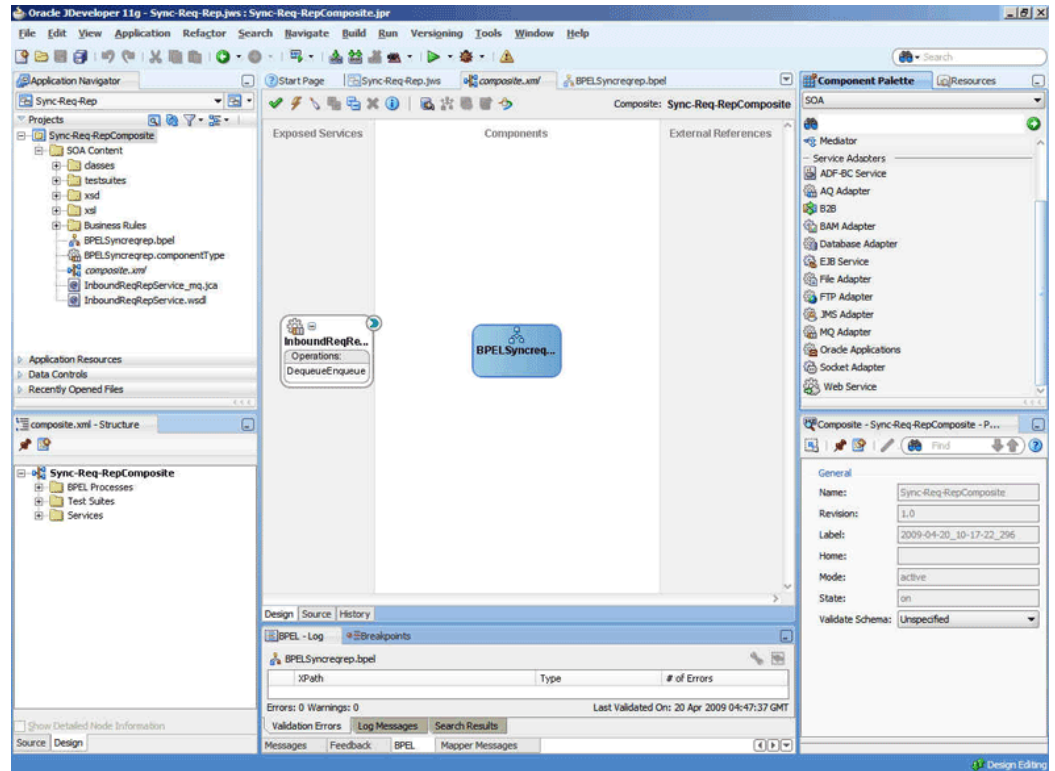 Oracle JDeveloper 11g - Sync-Req-Rep.jws : Sync-Req-RepComposite.jpr
File Edit View Application Refactor Search Navigate Build Run Versioning Tools Window Help
Search
Application Navigator
Sync-Req-Rep
Projects
Sync-Req-RepComposite
SOA Content
classes
testsuites
xsd
xsl
Business Rules
BPELSyncreqrep.bpel
BPELSyncreqrep.componentType
composite.xml
InboundReqRepService_mq.jca
InboundReqRepService.wsdl
Application Resources
Data Controls
Recently Opened Files
composite.xml - Structure
Sync-Req-RepComposite
BPEL Processes
Test Suites
Services
Show Detailed Node Information
Source Design
Start Page Sync-Req-Rep.jws composite.xml BPELSyncreqrep.bpel
Composite: Sync-Req-RepComposite
Exposed Services Components External References
InboundReqRe...
Operations:
DequeueEnqueue
BPELSyncreq...
Design Source History
BPEL - Log Breakpoints
BPELSyncreqrep.bpel
XPath Type # of Errors
Errors: 0 Warnings: 0 Last Validated On: 20 Apr 2009 04:47:37 GMT
Validation Errors Log Messages Search Results
Messages Feedback BPEL Mapper Messages
Component Palette Resources
SOA
Mediator
Service Adapters
ADF-BC Service
AQ Adapter
B2B
BAM Adapter
Database Adapter
EJB Service
File Adapter
FTP Adapter
JMS Adapter
MQ Adapter
Oracle Applications
Socket Adapter
Web Service
Composite - Sync-Req-RepComposite - P...
Find
General
Name: Sync-Req-RepComposite
Revision: 1.0
Label: 2009-04-20_10-17-22_296
Home:
Mode: active
State: on
Validate Schema: Unspecified
Design Editing